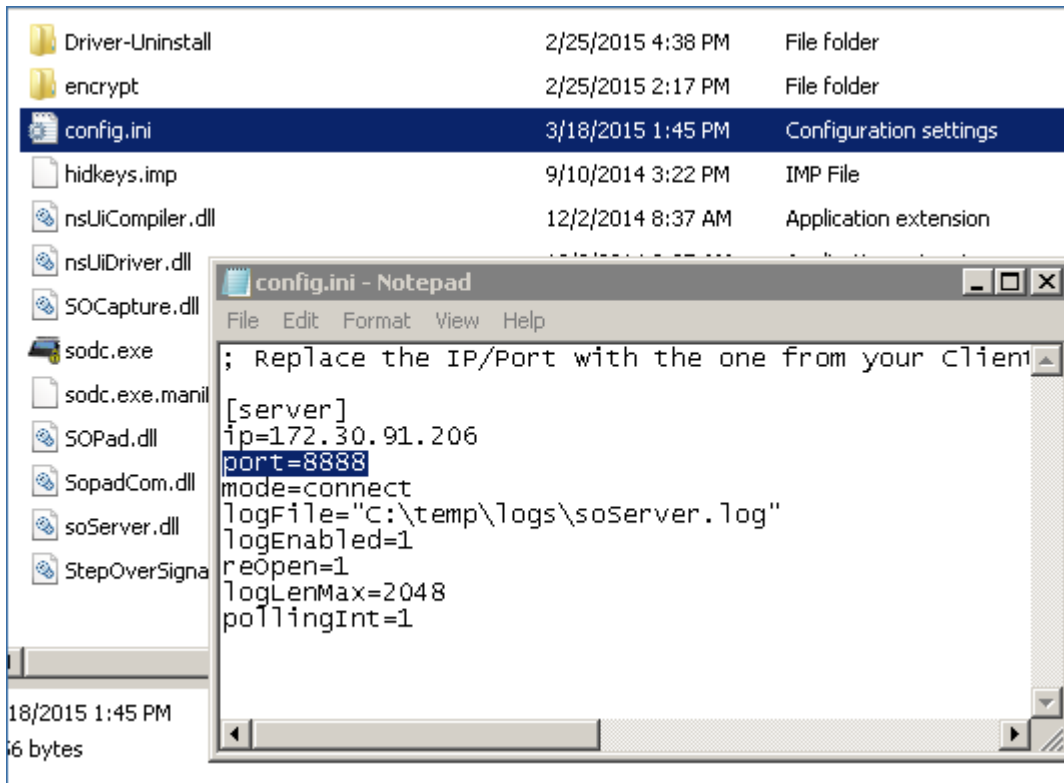 Driver-Uninstall 2/25/2015 4:38 PM File folder
encrypt 2/25/2015 2:17 PM File folder
config.ini 3/18/2015 1:45 PM Configuration settings
hidkeys.imp 9/10/2014 3:22 PM IMP File
nsUiCompiler.dll 12/2/2014 8:37 AM Application extension
nsUiDriver.dll
SOCapture.dll
sodc.exe
sodc.exe.manif
SOPad.dll
SopadCom.dll
soServer.dll
StepOverSigna
config.ini - Notepad
File Edit Format View Help
; Replace the IP/Port with the one from your Client
[server]
ip=172.30.91.206
port=8888
mode=connect
logFile="C:\temp\logs\soServer.log"
logEnabled=1
reOpen=1
logLenMax=2048
pollingInt=1
18/2015 1:45 PM
6 bytes